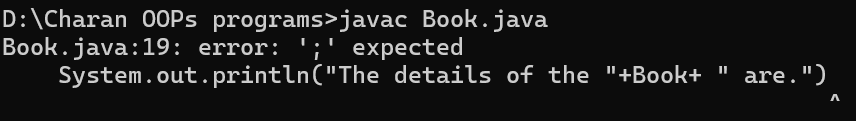 D:\Charan OOPs programs>javac Book.java
Book.java:19: error: ';' expected
    System.out.println("The details of the "+Book+ " are.")
                                                           ^